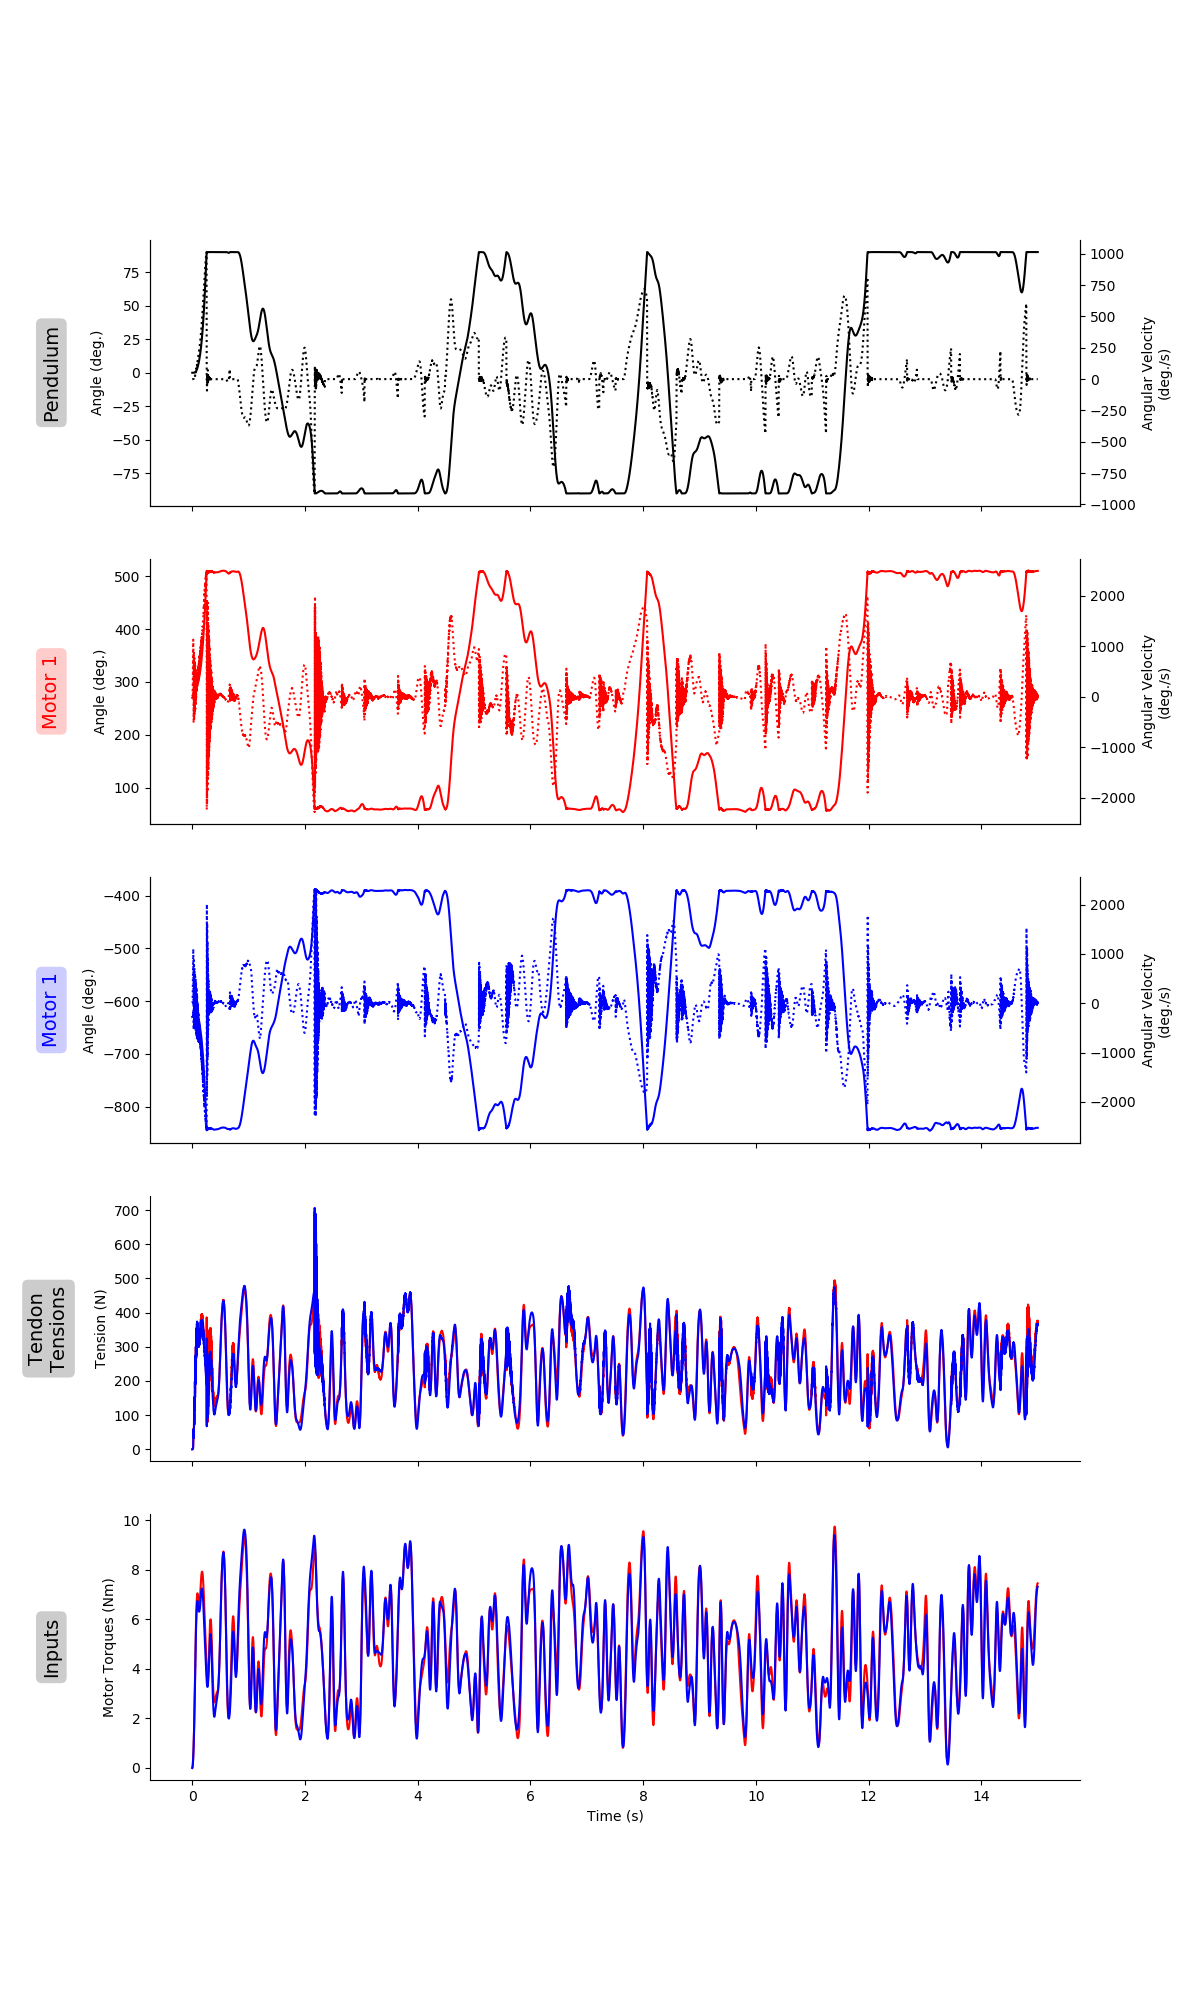 Pendulum
Angle (deg.)
75
50
25
0
−25
−50
−75
1000
750
500
250
0
−250
−500
−750
−1000
Angular Velocity
(deg./s)
Motor 1
Angle (deg.)
500
400
300
200
100
2000
1000
0
−1000
−2000
Angular Velocity
(deg./s)
Motor 1
Angle (deg.)
−400
−500
−600
−700
−800
2000
1000
0
−1000
−2000
Angular Velocity
(deg./s)
Tendon
Tensions
Tension (N)
700
600
500
400
300
200
100
0
Inputs
Motor Torques (Nm)
10
8
6
4
2
0
0 2 4 6 8 10 12 14
Time (s)